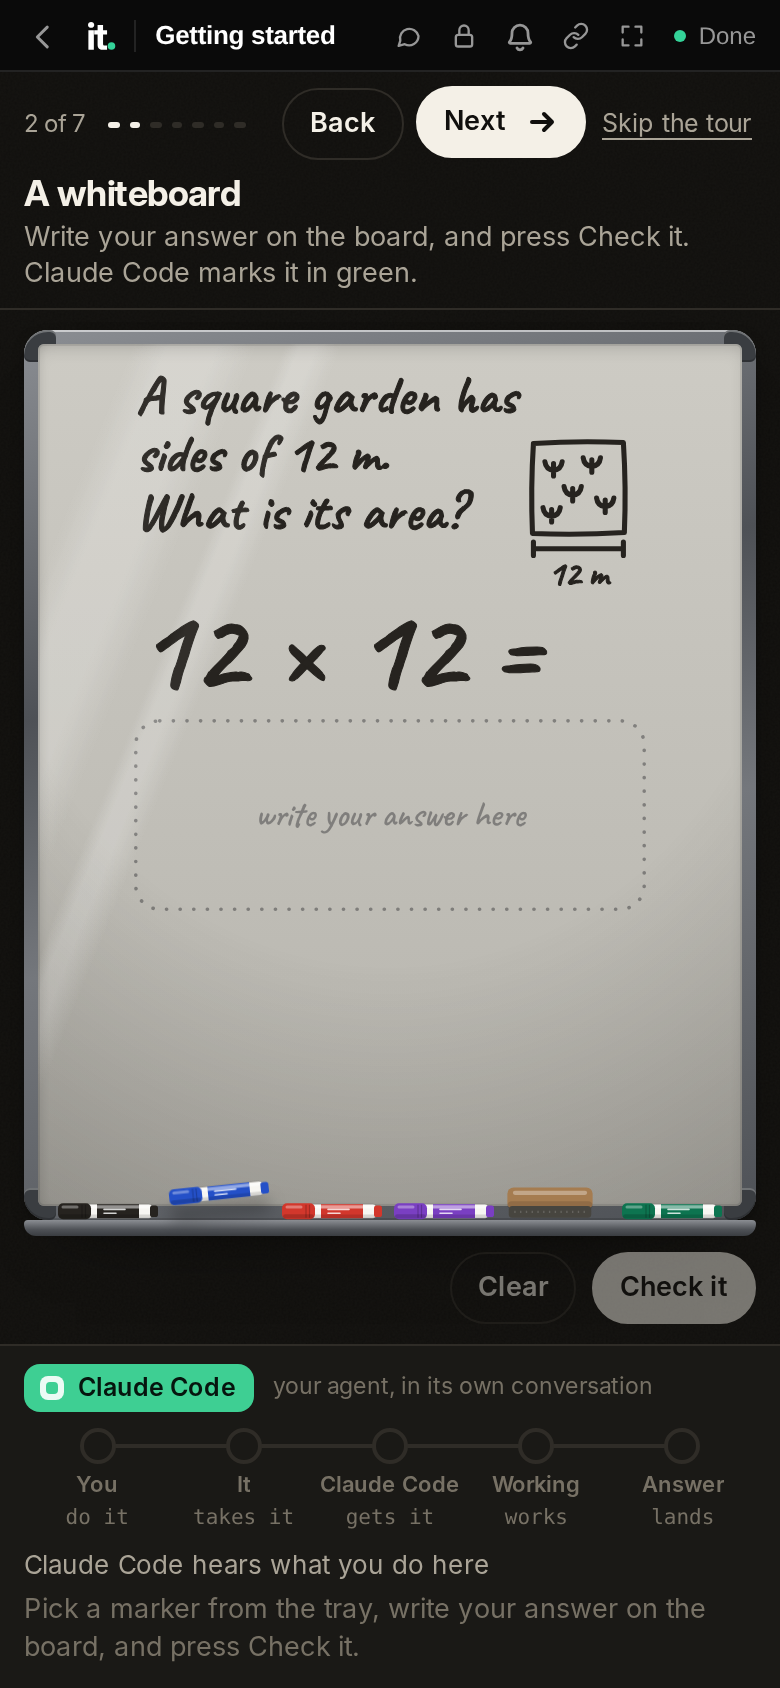 it. Getting started Done
2 of 7 Back Next Skip the tour
A whiteboard
Write your answer on the board, and press Check it.
Claude Code marks it in green.
A square garden has
sides of 12 m.
What is its area?
12 m
12 × 12 =
write your answer here
Clear Check it
Claude Code your agent, in its own conversation
You It Claude Code Working Answer
do it takes it gets it works lands
Claude Code hears what you do here
Pick a marker from the tray, write your answer on the
board, and press Check it.